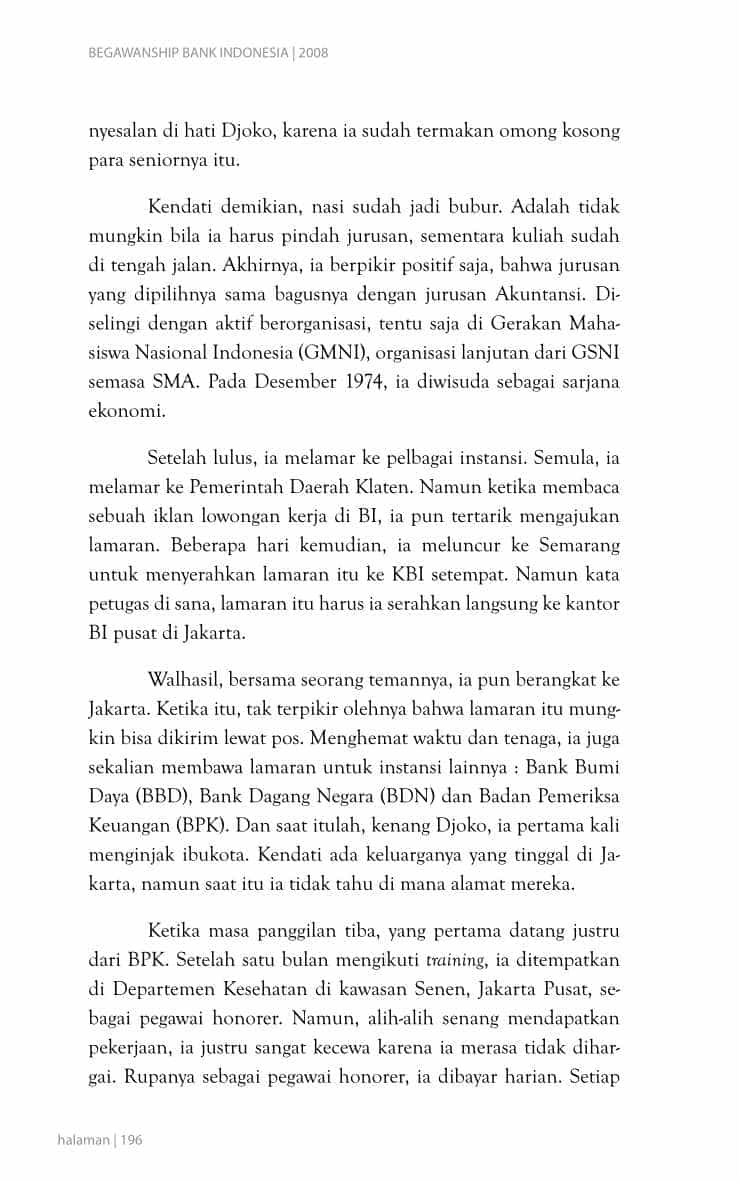 BEGAWANSHIP BANK INDONESIA | 2008
nyesalan di hati Djoko, karena ia sudah termakan omong kosong
para seniornya itu.
Kendati demikian, nasi sudah jadi bubur. Adalah tidak
mungkin bila ia harus pindah jurusan, sementara kuliah sudah
di tengah jalan. Akhirnya, ia berpikir positif saja, bahwa jurusan
yang dipilihnya sama bagusnya dengan jurusan Akuntansi. Di-
selingi dengan aktif berorganisasi, tentu saja di Gerakan Maha-
siswa Nasional Indonesia (GMNI), organisasi lanjutan dari GSNI
semasa SMA. Pada Desember 1974, ia diwisuda sebagai sarjana
ekonomi.
Setelah lulus, ia melamar ke pelbagai instansi. Semula, ia
melamar ke Pemerintah Daerah Klaten. Namun ketika membaca
sebuah iklan lowongan kerja di BI, ia pun tertarik mengajukan
lamaran. Beberapa hari kemudian, ia meluncur ke Semarang
untuk menyerahkan lamaran itu ke KBI setempat. Namun kata
petugas di sana, lamaran itu harus ia serahkan langsung ke kantor
BI pusat di Jakarta.
Walhasil, bersama seorang temannya, ia pun berangkat ke
Jakarta. Ketika itu, tak terpikir olehnya bahwa lamaran itu mung-
kin bisa dikirim lewat pos. Menghemat waktu dan tenaga, ia juga
sekalian membawa lamaran untuk instansi lainnya : Bank Bumi
Daya (BBD), Bank Dagang Negara (BDN) dan Badan Pemeriksa
Keuangan (BPK). Dan saat itulah, kenang Djoko, ia pertama kali
menginjak ibukota. Kendati ada keluarganya yang tinggal di Ja-
karta, namun saat itu ia tidak tahu di mana alamat mereka.
Ketika masa panggilan tiba, yang pertama datang justru
dari BPK. Setelah satu bulan mengikuti training, ia ditempatkan
di Departemen Kesehatan di kawasan Senen, Jakarta Pusat, se-
bagai pegawai honorer. Namun, alih-alih senang mendapatkan
pekerjaan, ia justru sangat kecewa karena ia merasa tidak dihar-
gai. Rupanya sebagai pegawai honorer, ia dibayar harian. Setiap
halaman | 196